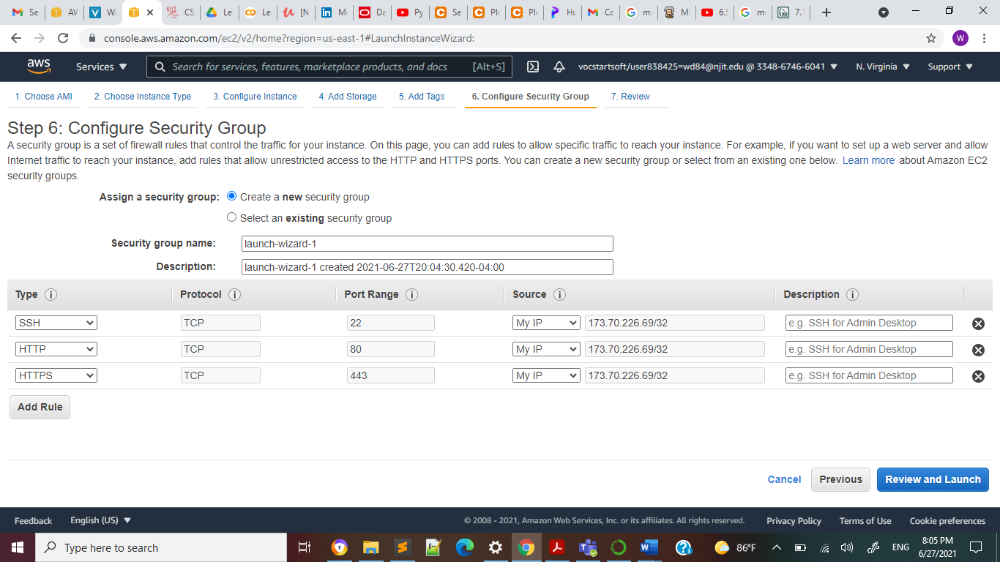 Se
AV
Wo
CS
Le
Le
[N
M
Da
Py
Se
Ple
Ple
Hu
Co
mo
Mi
6.5
mo
7.1
console.aws.amazon.com/ec2/v2/home?region=us-east-1#LaunchInstanceWizard:
W
aws
Services
Search for services, features, marketplace products, and docs
[Alt+S]
vocstartsoft/user838425=wd84@njit.edu @ 3348-6746-6041
N. Virginia
Support
1. Choose AMI
2. Choose Instance Type
3. Configure Instance
4. Add Storage
5. Add Tags
6. Configure Security Group
7. Review
Step 6: Configure Security Group
A security group is a set of firewall rules that control the traffic for your instance. On this page, you can add rules to allow specific traffic to reach your instance. For example, if you want to set up a web server and allow
Internet traffic to reach your instance, add rules that allow unrestricted access to the HTTP and HTTPS ports. You can create a new security group or select from an existing one below. Learn more about Amazon EC2
security groups.
Assign a security group: Create a new security group
Select an existing security group
Security group name: launch-wizard-1
Description: launch-wizard-1 created 2021-06-27T20:04:30.420-04:00
Type Protocol Port Range Source Description
SSH TCP 22 My IP 173.70.226.69/32 e.g. SSH for Admin Desktop
HTTP TCP 80 My IP 173.70.226.69/32 e.g. SSH for Admin Desktop
HTTPS TCP 443 My IP 173.70.226.69/32 e.g. SSH for Admin Desktop
Add Rule
Cancel Previous Review and Launch
Feedback English (US) © 2008 - 2021, Amazon Web Services, Inc. or its affiliates. All rights reserved. Privacy Policy Terms of Use Cookie preferences
Type here to search
86°F
ENG
8:05 PM
6/27/2021